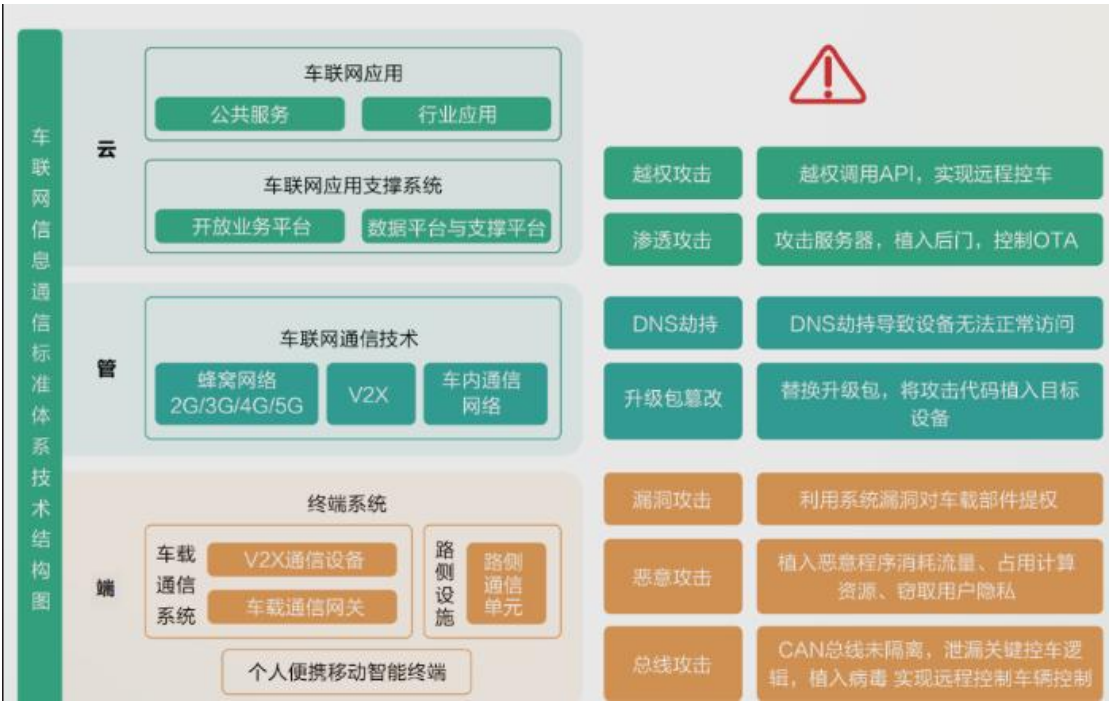 车联网信息通信标准体系技术结构图
云
车联网应用
公共服务
行业应用
车联网应用支撑系统
开放业务平台
数据平台与支撑平台
越权攻击
越权调用API，实现远程控车
渗透攻击
攻击服务器，植入后门，控制OTA
管
车联网通信技术
蜂窝网络
2G/3G/4G/5G
V2X
车内通信
网络
DNS劫持
DNS劫持导致设备无法正常访问
升级包篡改
替换升级包，将攻击代码植入目标
设备
端
终端系统
车载
通信
系统
V2X通信设备
车载通信网关
路侧设施
路侧
通信
单元
个人便携移动智能终端
漏洞攻击
利用系统漏洞对车载部件提权
恶意攻击
植入恶意程序消耗流量、占用计算
资源、窃取用户隐私
总线攻击
CAN总线未隔离，泄漏关键控车逻
辑，植入病毒 实现远程控制车辆控制